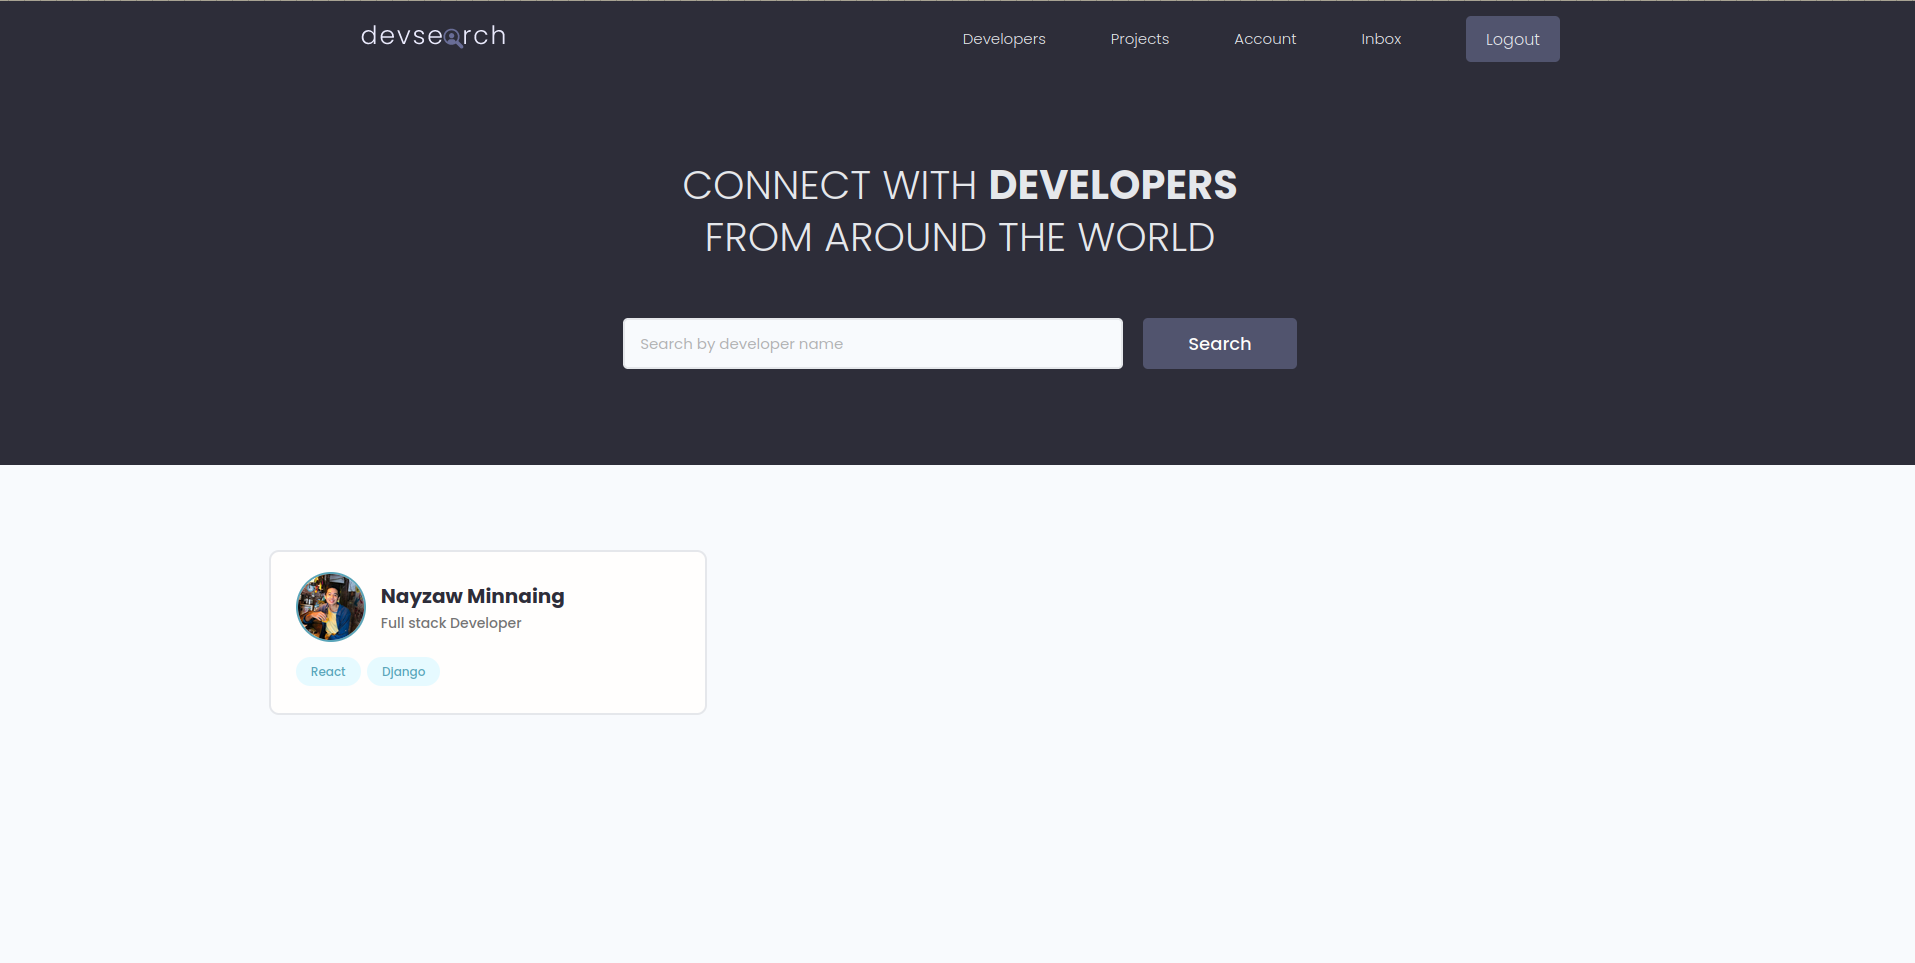 devsearch
Developers
Projects
Account
Inbox
Logout
CONNECT WITH DEVELOPERS
FROM AROUND THE WORLD
Search by developer name
Search
Nayzaw Minnaing
Full stack Developer
React
Django